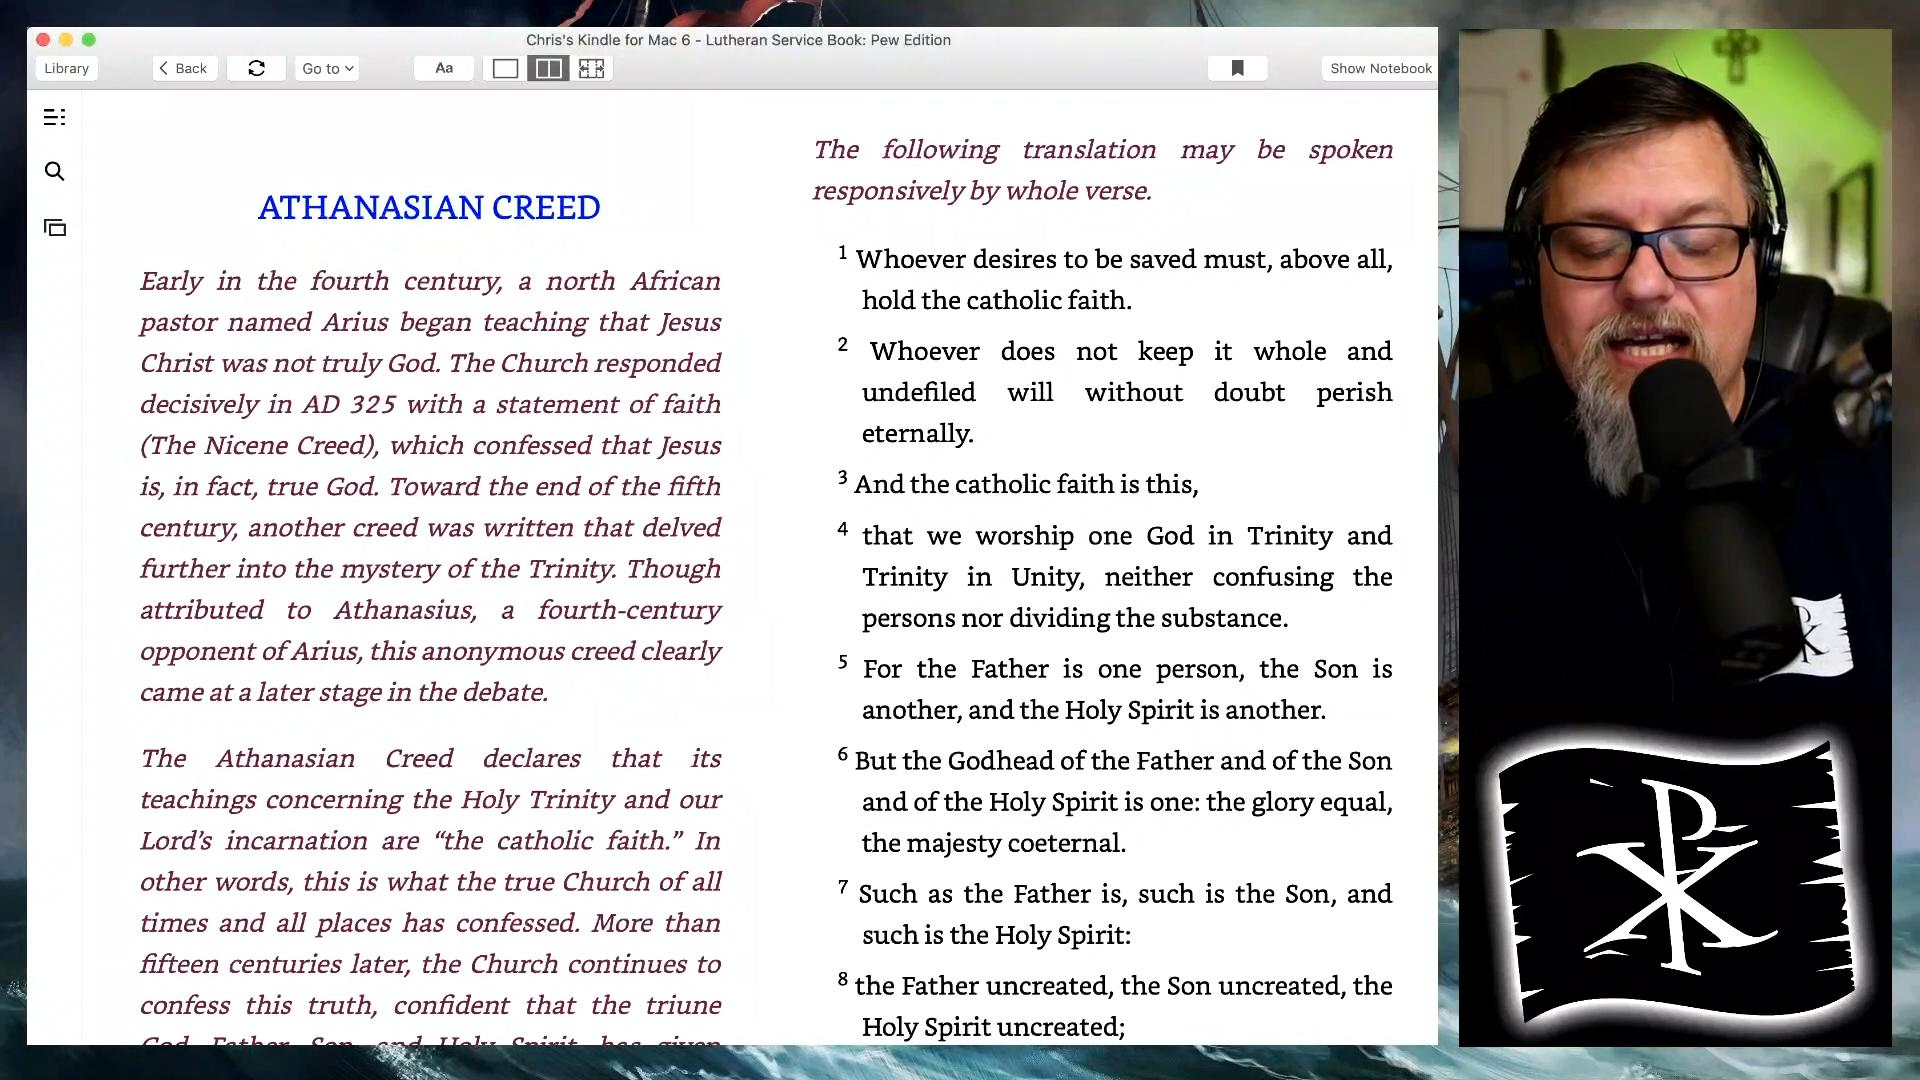 Chris's Kindle for Mac 6 - Lutheran Service Book: Pew Edition
Library
Back
Go to
Aa
Show Notebook
ATHANASIAN CREED
Early in the fourth century, a north African
pastor named Arius began teaching that Jesus
Christ was not truly God. The Church responded
decisively in AD 325 with a statement of faith
(The Nicene Creed), which confessed that Jesus
is, in fact, true God. Toward the end of the fifth
century, another creed was written that delved
further into the mystery of the Trinity. Though
attributed to Athanasius, a fourth-century
opponent of Arius, this anonymous creed clearly
came at a later stage in the debate.
The Athanasian Creed declares that its
teachings concerning the Holy Trinity and our
Lord's incarnation are “the catholic faith.” In
other words, this is what the true Church of all
times and all places has confessed. More than
fifteen centuries later, the Church continues to
confess this truth, confident that the triune
God, Father, Son, and Holy Spirit, has given
The following translation may be spoken
responsively by whole verse.
1 Whoever desires to be saved must, above all,
hold the catholic faith.
2 Whoever does not keep it whole and
undefiled will without doubt perish
eternally.
3 And the catholic faith is this,
4 that we worship one God in Trinity and
Trinity in Unity, neither confusing the
persons nor dividing the substance.
5 For the Father is one person, the Son is
another, and the Holy Spirit is another.
6 But the Godhead of the Father and of the Son
and of the Holy Spirit is one: the glory equal,
the majesty coeternal.
7 Such as the Father is, such is the Son, and
such is the Holy Spirit:
8 the Father uncreated, the Son uncreated, the
Holy Spirit uncreated;